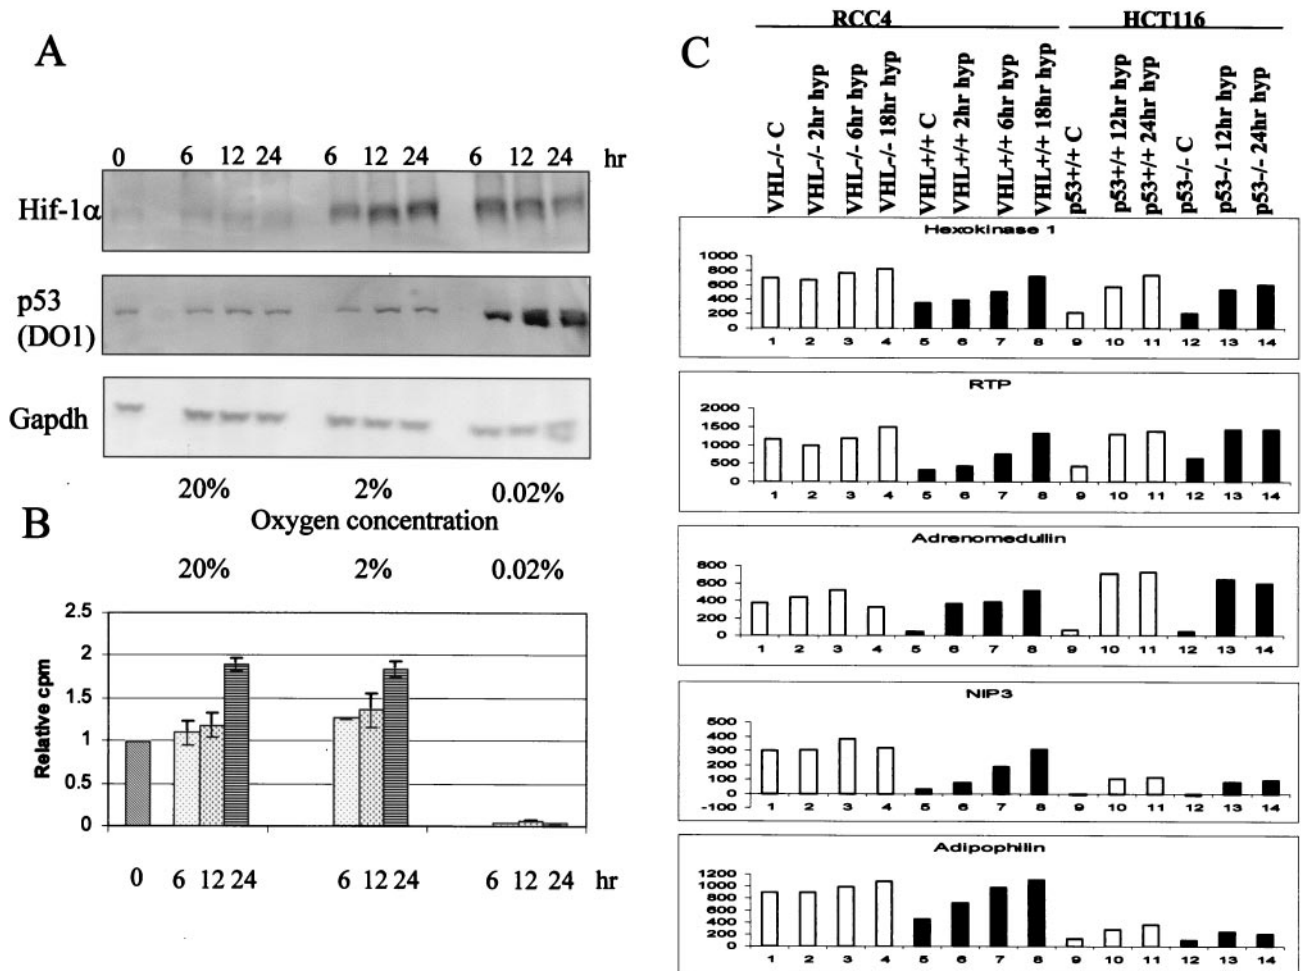 A
0 6 12 24 6 12 24 6 12 24 hr
Hif-1α
p53
(DO1)
Gapdh
20% 2% 0.02%
Oxygen concentration
B
20% 2% 0.02%
2.5
2
1.5
1
0.5
0
Relative cpm
0 6 12 24 6 12 24 6 12 24 hr
C
RCC4 HCT116
VHL-/- C
VHL-/- 2hr hyp
VHL-/- 6hr hyp
VHL-/- 18hr hyp
VHL+/+ C
VHL+/+ 2hr hyp
VHL+/+ 6hr hyp
VHL+/+ 18hr hyp
p53+/+ C
p53+/+ 12hr hyp
p53+/+ 24hr hyp
p53-/- C
p53-/- 12hr hyp
p53-/- 24hr hyp
Hexokinase 1
1000
800
600
400
200
0
1 2 3 4 5 6 7 8 9 10 11 12 13 14
RTP
2000
1500
1000
500
0
1 2 3 4 5 6 7 8 9 10 11 12 13 14
Adrenomedullin
800
600
400
200
0
1 2 3 4 5 6 7 8 9 10 11 12 13 14
NIP3
500
300
100
-100
1 2 3 4 5 6 7 8 9 10 11 12 13 14
Adipophilin
1200
1000
800
600
400
200
0
1 2 3 4 5 6 7 8 9 10 11 12 13 14